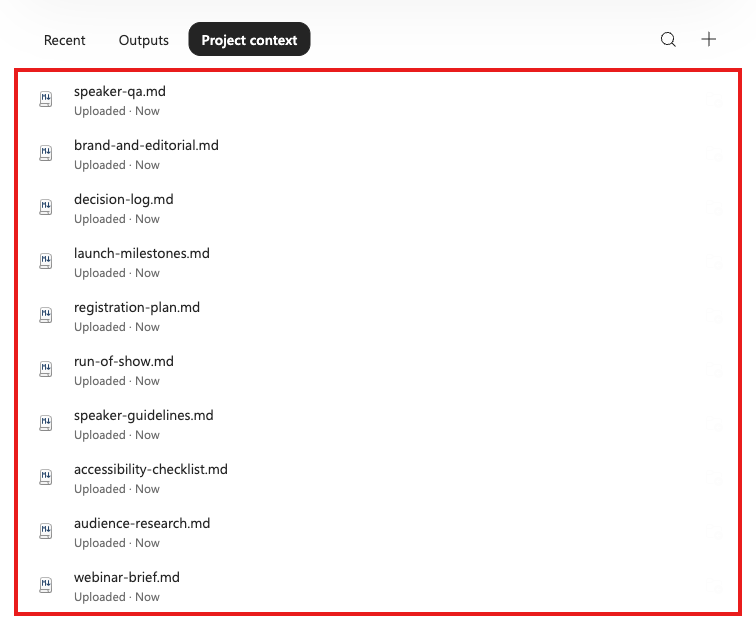 Recent
Outputs
Project context
speaker-qa.md
Uploaded · Now
brand-and-editorial.md
Uploaded · Now
decision-log.md
Uploaded · Now
launch-milestones.md
Uploaded · Now
registration-plan.md
Uploaded · Now
run-of-show.md
Uploaded · Now
speaker-guidelines.md
Uploaded · Now
accessibility-checklist.md
Uploaded · Now
audience-research.md
Uploaded · Now
webinar-brief.md
Uploaded · Now